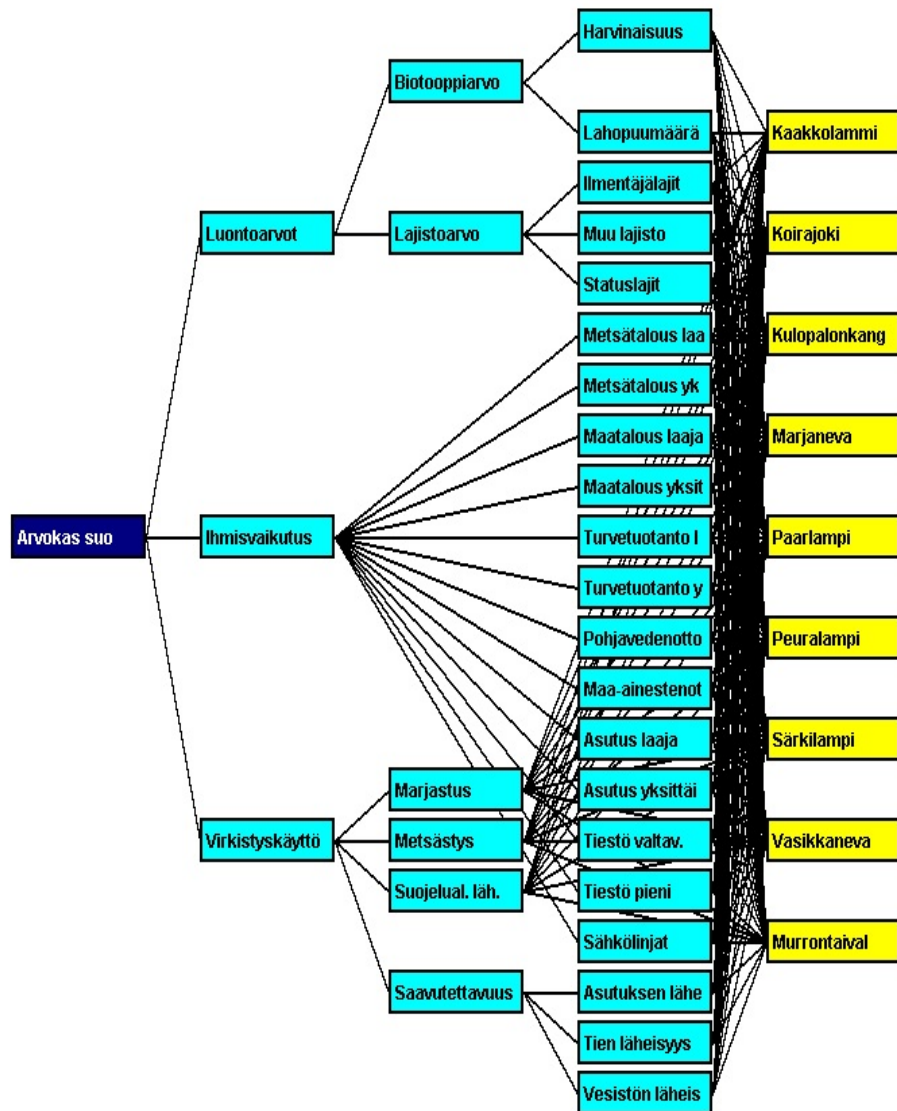 Arvokas suo
Luontoarvot
Ihmisvaikutus
Virkistyskäyttö
Biotooppiarvo
Lajistoarvo
Marjastus
Metsästys
Suojelual. läh.
Saavutettavuus
Harvinaisuus
Lahopuumäärä
Ilmentäjälajit
Muu lajisto
Statuslajit
Metsätalous laa
Metsätalous yk
Maatalous laaja
Maatalous yksit
Turvetuotanto l
Turvetuotanto y
Pohjavedenotto
Maa-ainestenot
Asutus laaja
Asutus yksittäi
Tiestö valtav.
Tiestö pieni
Sähkölinjat
Asutuksen lähe
Tien läheisyys
Vesistön läheis
Kaakkolammi
Koirajoki
Kulopalonkang
Marjaneva
Paarlampi
Peuralampi
Särkilampi
Vasikkaneva
Murrontaival